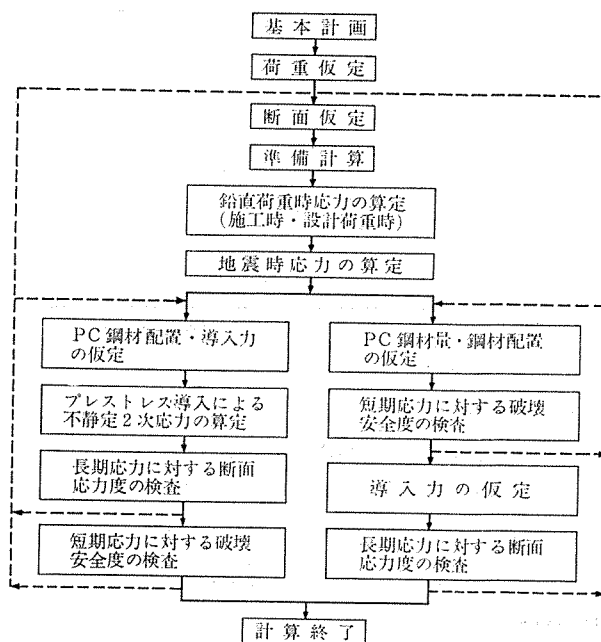 基本計画
荷重仮定
断面仮定
準備計算
鉛直荷重時応力の算定
(施工時・設計荷重時)
地震時応力の算定
PC鋼材配置・導入力
の仮定
プレストレス導入による
不静定2次応力の算定
長期応力に対する断面
応力度の検査
短期応力に対する破壊
安全度の検査
PC鋼材量・鋼材配置
の仮定
短期応力に対する破壊
安全度の検査
導入力の仮定
長期応力に対する断面
応力度の検査
計算終了